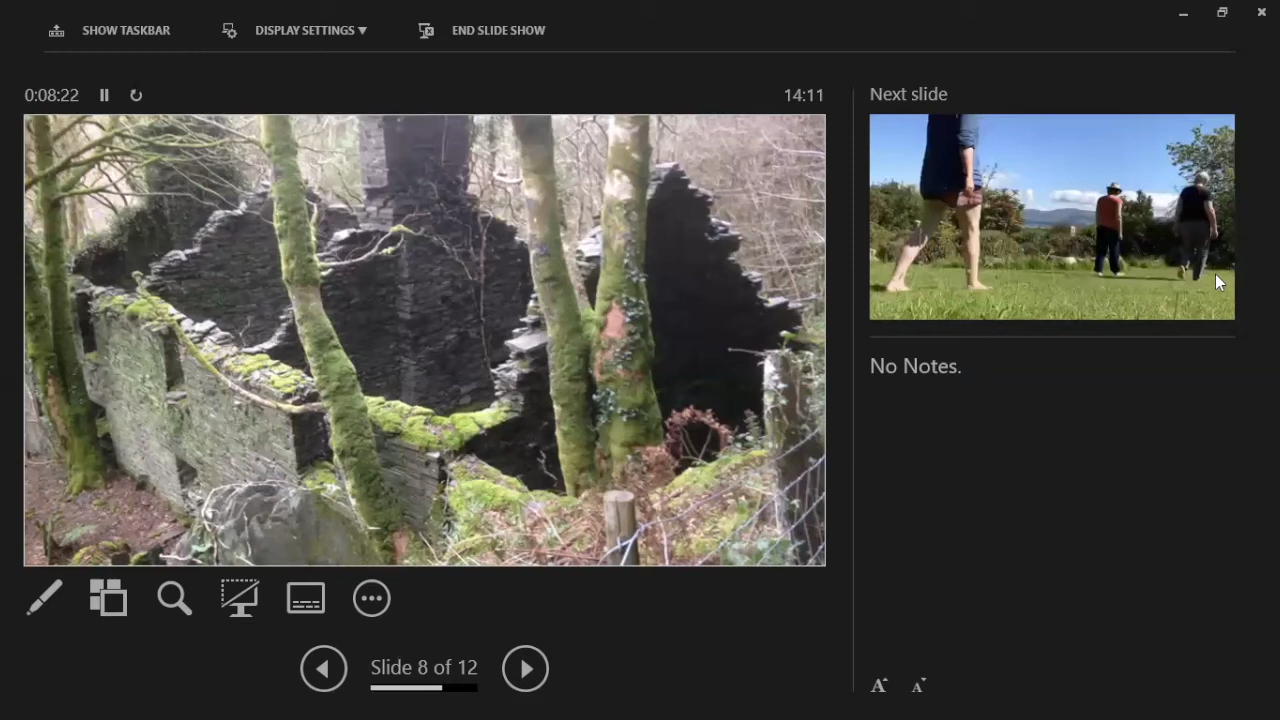 SHOW TASKBAR DISPLAY SETTINGS ▼ END SLIDE SHOW
0:08:22 14:11
Next slide
No Notes.
Slide 8 of 12
A A